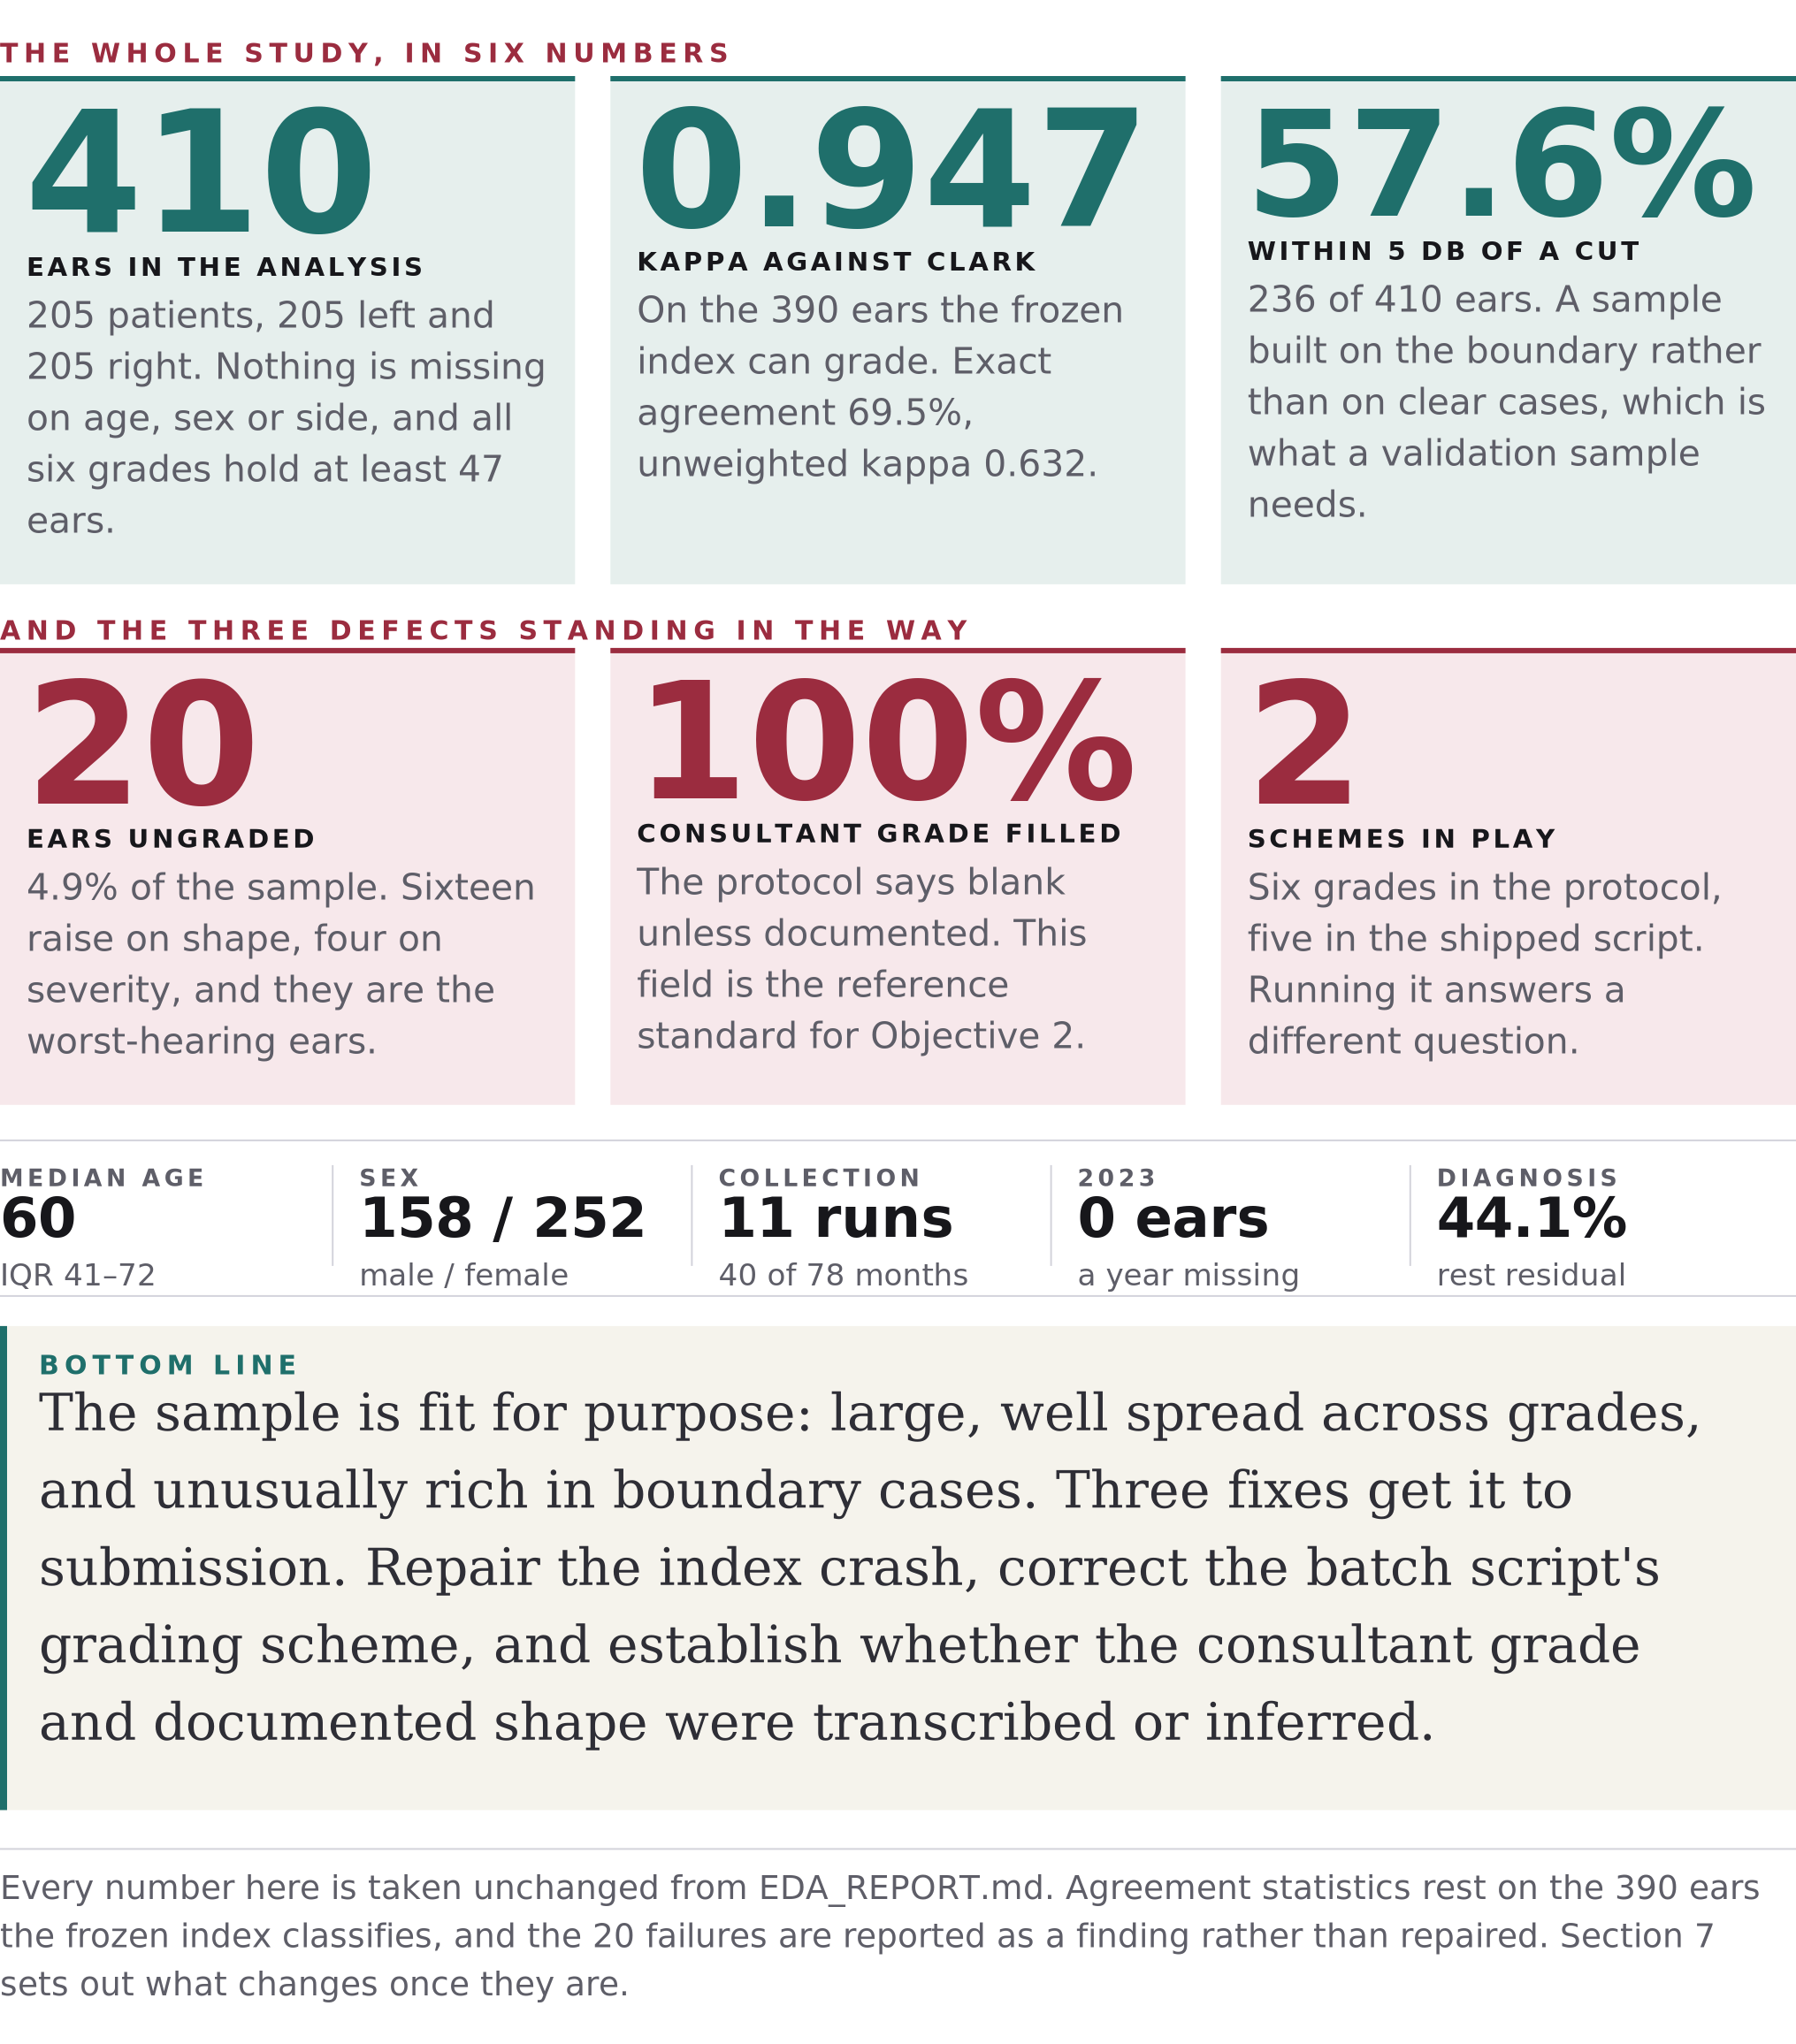 THE WHOLE STUDY, IN SIX NUMBERS
410
EARS IN THE ANALYSIS
205 patients, 205 left and
205 right. Nothing is missing
on age, sex or side, and all
six grades hold at least 47
ears.
0.947
KAPPA AGAINST CLARK
On the 390 ears the frozen
index can grade. Exact
agreement 69.5%,
unweighted kappa 0.632.
57.6%
WITHIN 5 DB OF A CUT
236 of 410 ears. A sample
built on the boundary rather
than on clear cases, which is
what a validation sample
needs.
AND THE THREE DEFECTS STANDING IN THE WAY
20
EARS UNGRADED
4.9% of the sample. Sixteen
raise on shape, four on
severity, and they are the
worst-hearing ears.
100%
CONSULTANT GRADE FILLED
The protocol says blank
unless documented. This
field is the reference
standard for Objective 2.
2
SCHEMES IN PLAY
Six grades in the protocol,
five in the shipped script.
Running it answers a
different question.
MEDIAN AGE
60
IQR 41–72
SEX
158 / 252
male / female
COLLECTION
11 runs
40 of 78 months
2023
0 ears
a year missing
DIAGNOSIS
44.1%
rest residual
BOTTOM LINE
The sample is fit for purpose: large, well spread across grades,
and unusually rich in boundary cases. Three fixes get it to
submission. Repair the index crash, correct the batch script's
grading scheme, and establish whether the consultant grade
and documented shape were transcribed or inferred.
Every number here is taken unchanged from EDA_REPORT.md. Agreement statistics rest on the 390 ears
the frozen index classifies, and the 20 failures are reported as a finding rather than repaired. Section 7
sets out what changes once they are.